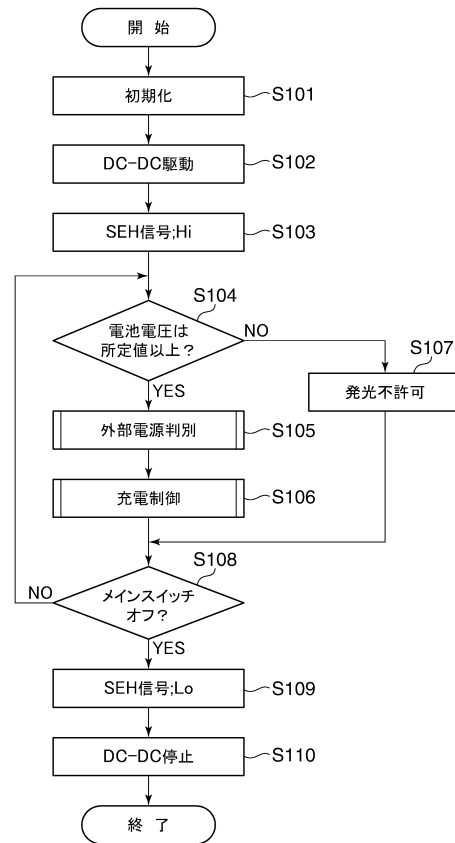 開 始
初期化
S101
DC-DC駆動
S102
SEH信号;Hi
S103
S104
電池電圧は
所定値以上?
NO
YES
S107
発光不許可
外部電源判別
S105
充電制御
S106
S108
メインスイッチ
オフ?
NO
YES
SEH信号;Lo
S109
DC-DC停止
S110
終 了